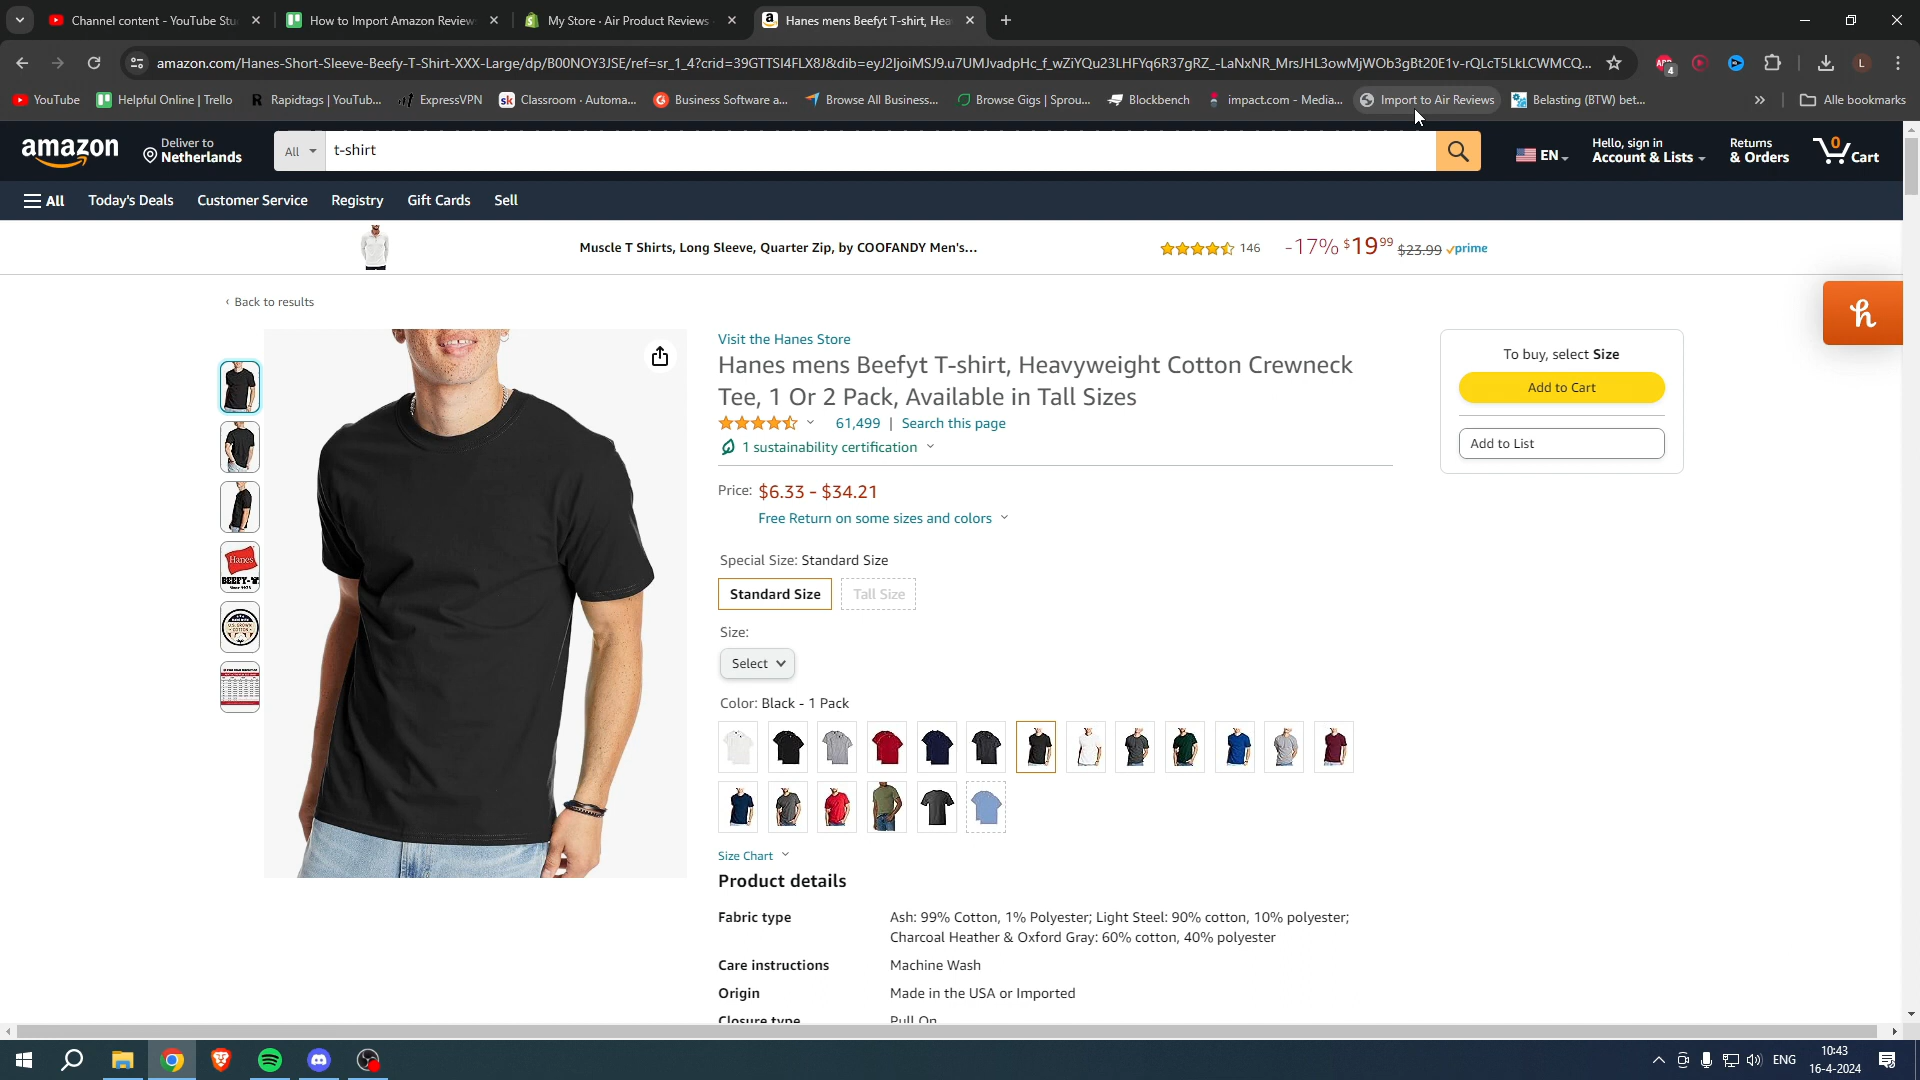 Channel content - YouTube Stu
How to Import Amazon Review
My Store · Air Product Reviews
Hanes mens Beefyt T-shirt, Hea
amazon.com/Hanes-Short-Sleeve-Beefy-T-Shirt-XXX-Large/dp/B00NOY3JSE/ref=sr_1_4?crid=39GTTSI4FLX8J&dib=eyJ2IjoiMSJ9.u7UMJvadpHc_f_wZiYQu23LHFYq6R37gRZ_-LaNxNR_MrsJHL3owMjWOb3gBt20E1v-rQLcT5LkLCWMCQ...
4
L
YouTube
Helpful Online | Trello
Rapidtags | YouTub...
ExpressVPN
Classroom - Automa...
Business Software a...
Browse All Business...
Browse Gigs | Sprou...
Blockbench
impact.com - Media...
Import to Air Reviews
Belasting (BTW) bet...
Alle bookmarks
amazon
Deliver to
Netherlands
All
t-shirt
EN
Hello, sign in
Account & Lists
Returns
& Orders
0
Cart
All
Today's Deals
Customer Service
Registry
Gift Cards
Sell
Muscle T Shirts, Long Sleeve, Quarter Zip, by COOFANDY Men's...
146
-17% $19 99 $23.99 prime
‹ Back to results
Visit the Hanes Store
Hanes mens Beefyt T-shirt, Heavyweight Cotton Crewneck
Tee, 1 Or 2 Pack, Available in Tall Sizes
61,499 | Search this page
1 sustainability certification
Price: $6.33 - $34.21
Free Return on some sizes and colors
Special Size: Standard Size
Standard Size
Tall Size
Size:
Select
Color: Black - 1 Pack
Size Chart
Product details
Fabric type
Ash: 99% Cotton, 1% Polyester; Light Steel: 90% cotton, 10% polyester;
Charcoal Heather & Oxford Gray: 60% cotton, 40% polyester
Care instructions
Machine Wash
Origin
Made in the USA or Imported
Closure type
Pull On
To buy, select Size
Add to Cart
Add to List
Hanes
BEEFY-T
ENG
10:43
16-4-2024